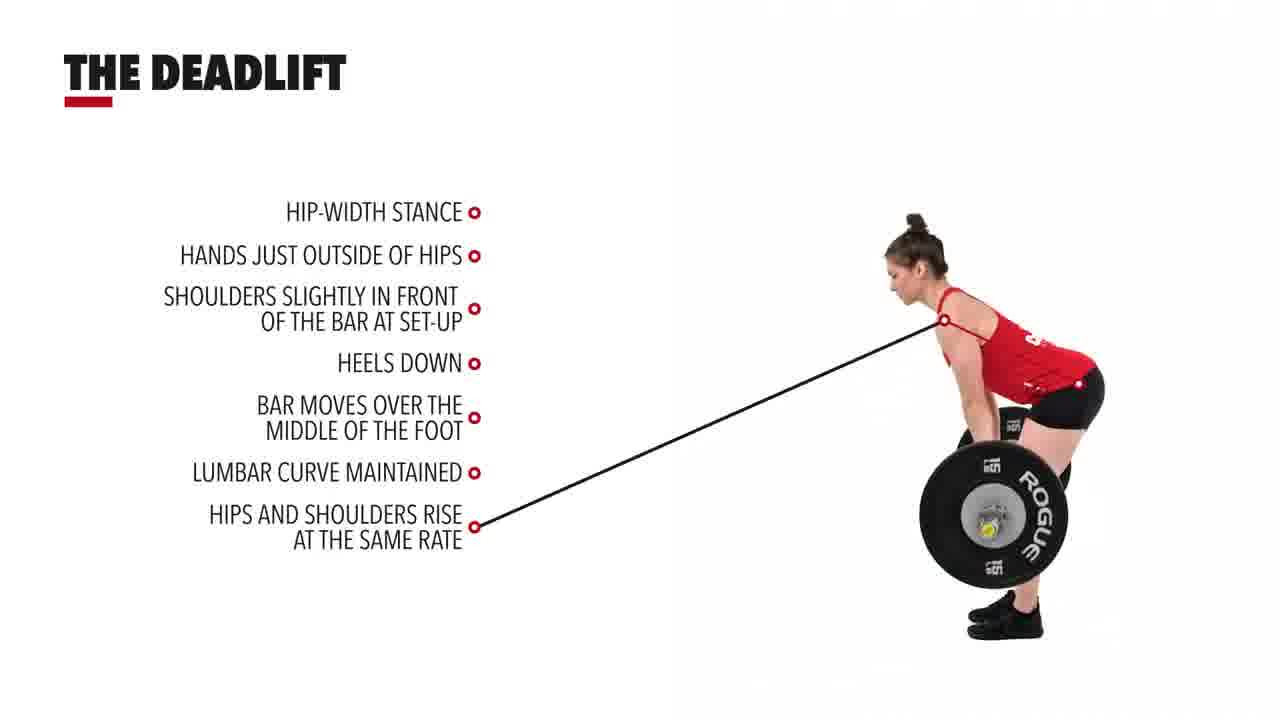 THE DEADLIFT
HIP-WIDTH STANCE
HANDS JUST OUTSIDE OF HIPS
SHOULDERS SLIGHTLY IN FRONT
OF THE BAR AT SET-UP
HEELS DOWN
BAR MOVES OVER THE
MIDDLE OF THE FOOT
LUMBAR CURVE MAINTAINED
HIPS AND SHOULDERS RISE
AT THE SAME RATE
15
15
ROGUE
15